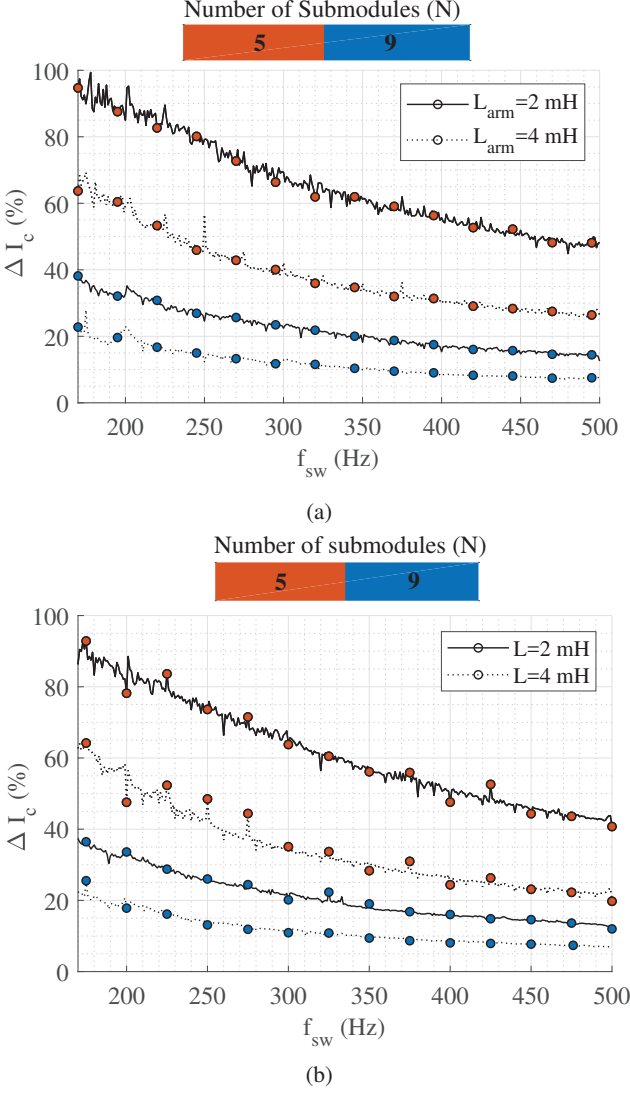 Number of Submodules (N)
5 9
100
80
60
40
20
0
Δ I_c (%)
L_arm=2 mH
L_arm=4 mH
200 250 300 350 400 450 500
f_sw (Hz)
(a)
Number of submodules (N)
5 9
100
80
60
40
20
0
Δ I_c (%)
L=2 mH
L=4 mH
200 250 300 350 400 450 500
f_sw (Hz)
(b)